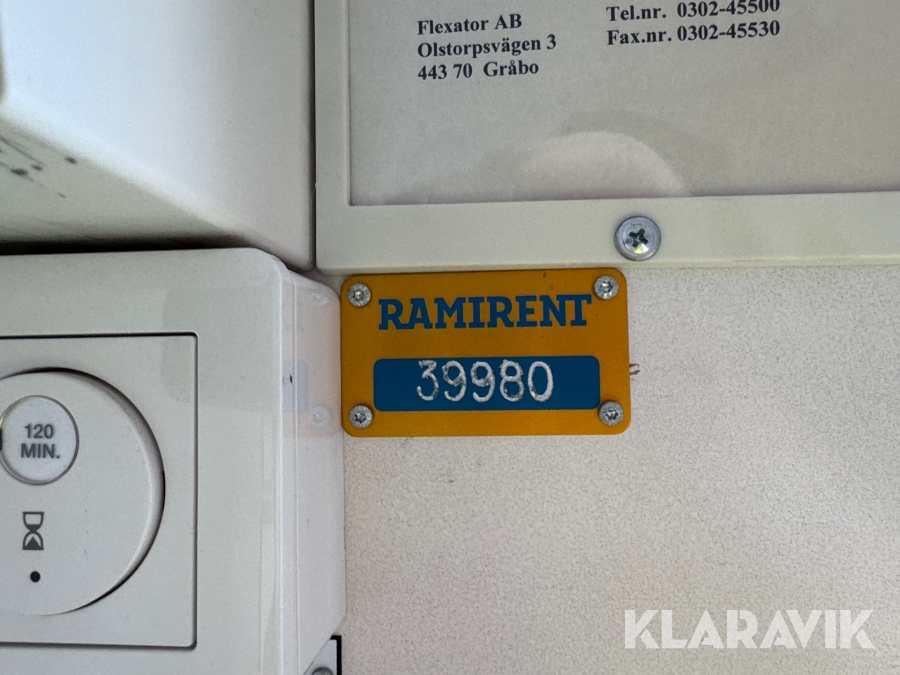 Flexator AB
Olstorpsvägen 3
443 70 Gråbo
Tel.nr. 0302-45500
Fax.nr. 0302-45530
RAMIRENT
39980
120
MIN.
KLARAVIK